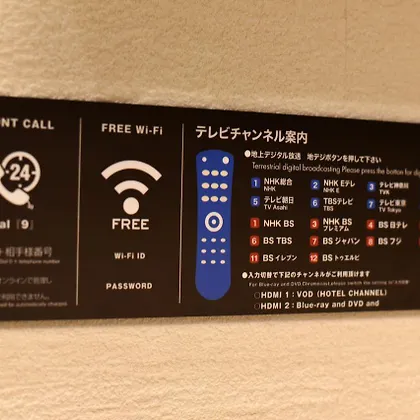 NT CALL
24
al「9」
相手様番号
FREE Wi-Fi
FREE
Wi-Fi ID
PASSWORD
テレビチャンネル案内
●地上デジタル放送 地デジボタンを押して下さい
Terrestrial digital broadcasting Please press the button for dig
1 NHK総合 2 NHK Eテレ 3 テレビ神奈川
NHK NHK E TVK
5 テレビ朝日 6 TBSテレビ 7 テレビ東京
TV Asahi TBS TV Tokyo
1 NHK BS 3 NHK BSプレミアム 4 BS 日テレ
6 BS TBS 7 BS ジャパン 8 BS フジ
11 BS イレブン 12 BS トゥエルビ
●入力切替で下記のチャンネルがご利用頂けます
○HDMI 1:VOD (HOTEL CHANNEL)
○HDMI 2:Blu-ray and DVD and